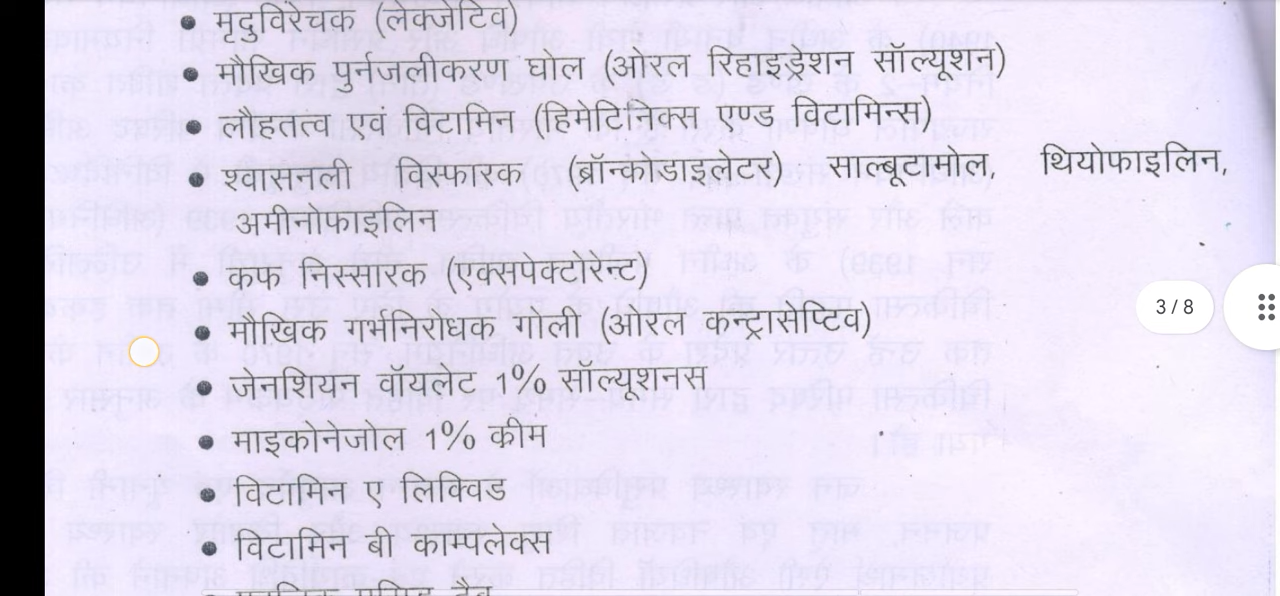 मृदुविरेचक (लेक्जेटिव)
मौखिक पुर्नजलीकरण घोल (ओरल रिहाइड्रेशन सॉल्यूशन)
लौहतत्व एवं विटामिन (हिमेटिनिक्स एण्ड विटामिन्स)
श्वासनली विस्फारक (ब्रॉन्कोडाइलेटर) : साल्बूटामोल, थियोफाइलिन,
अमीनोफाइलिन
कफ निस्सारक (एक्सपेक्टोरेन्ट)
3 / 8
मौखिक गर्भनिरोधक गोली (ओरल कन्ट्रासेप्टिव)
जेनशियन वॉयलेट 1% सॉल्यूशनस
माइकोनेजोल 1% कीम
विटामिन ए लिक्विड
विटामिन बी काम्पलेक्स